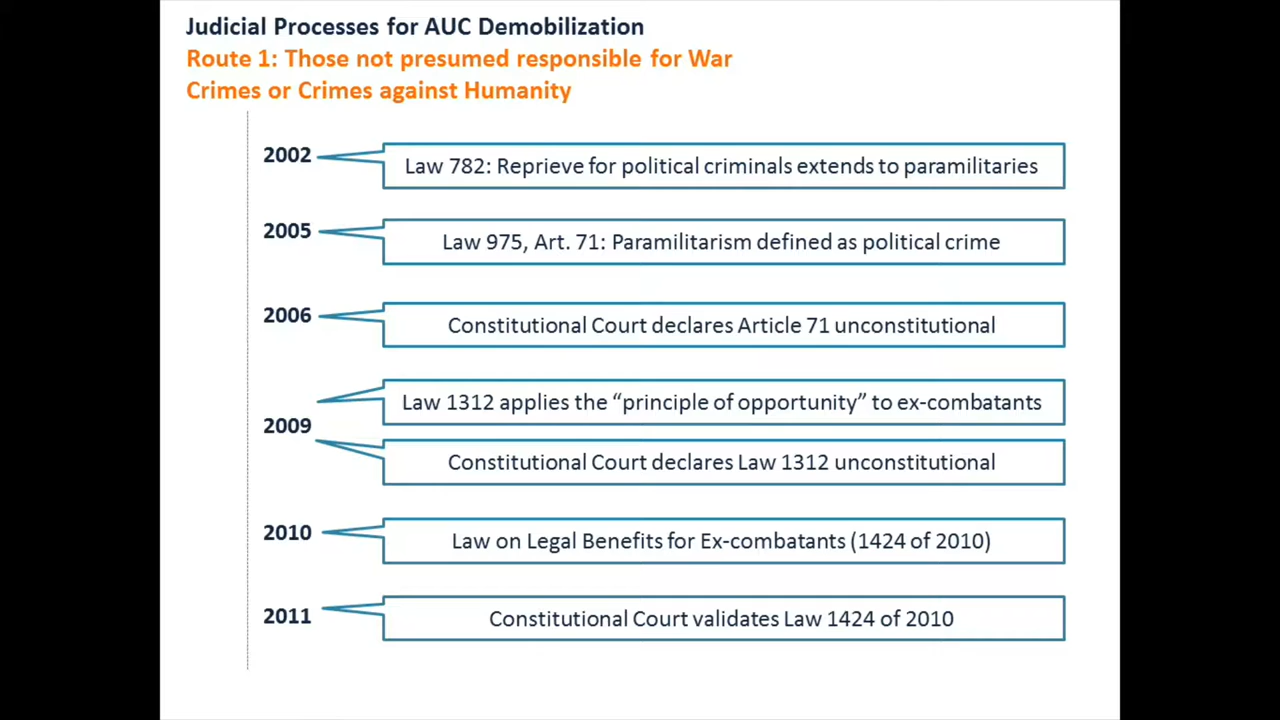 Judicial Processes for AUC Demobilization
Route 1: Those not presumed responsible for War
Crimes or Crimes against Humanity
2002
Law 782: Reprieve for political criminals extends to paramilitaries
2005
Law 975, Art. 71: Paramilitarism defined as political crime
2006
Constitutional Court declares Article 71 unconstitutional
2009
Law 1312 applies the “principle of opportunity” to ex-combatants
Constitutional Court declares Law 1312 unconstitutional
2010
Law on Legal Benefits for Ex-combatants (1424 of 2010)
2011
Constitutional Court validates Law 1424 of 2010